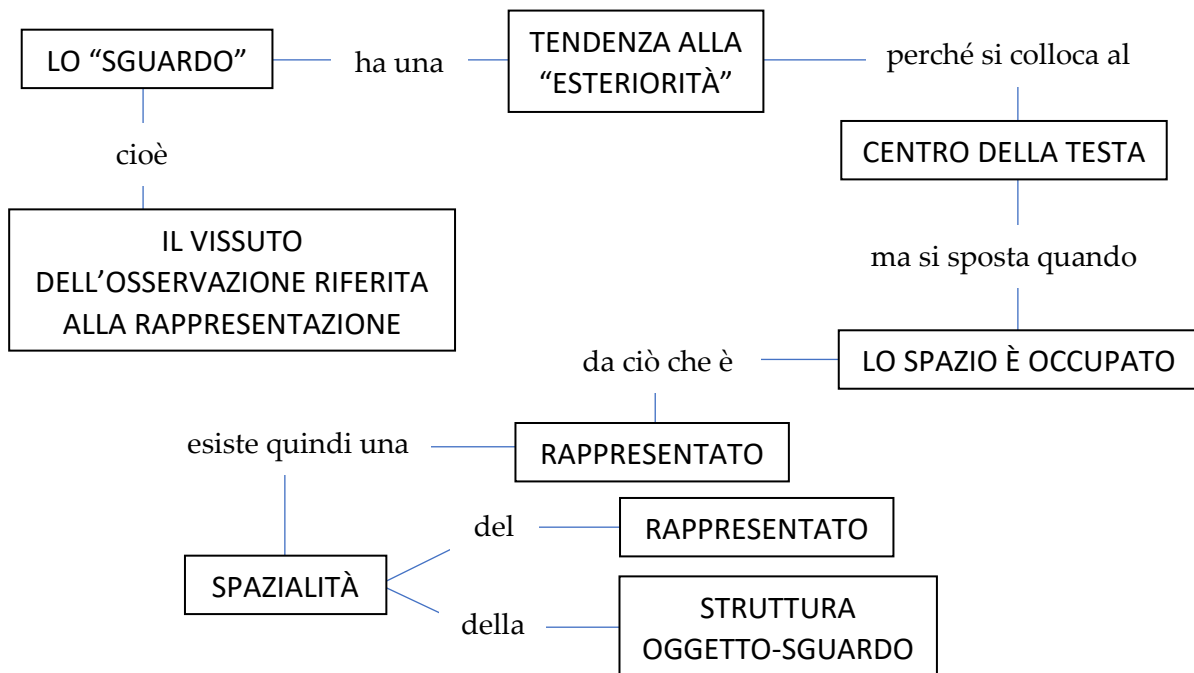 LO “SGUARDO”
ha una
TENDENZA ALLA
“ESTERIORITÀ”
perché si colloca al
cioè
CENTRO DELLA TESTA
IL VISSUTO
DELL’OSSERVAZIONE RIFERITA
ALLA RAPPRESENTAZIONE
ma si sposta quando
da ciò che è
LO SPAZIO È OCCUPATO
esiste quindi una
RAPPRESENTATO
del
RAPPRESENTATO
SPAZIALITÀ
della
STRUTTURA
OGGETTO-SGUARDO